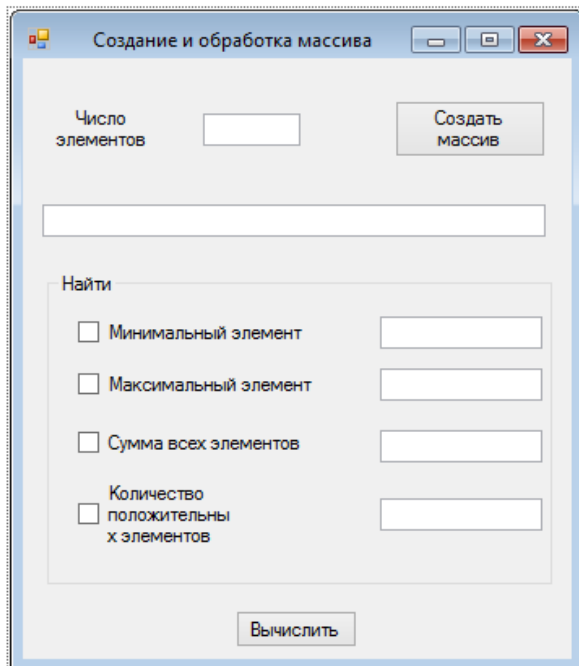 Создание и обработка массива
Число
элементов
Создать
массив
Найти
Минимальный элемент
Максимальный элемент
Сумма всех элементов
Количество
положительны
х элементов
Вычислить